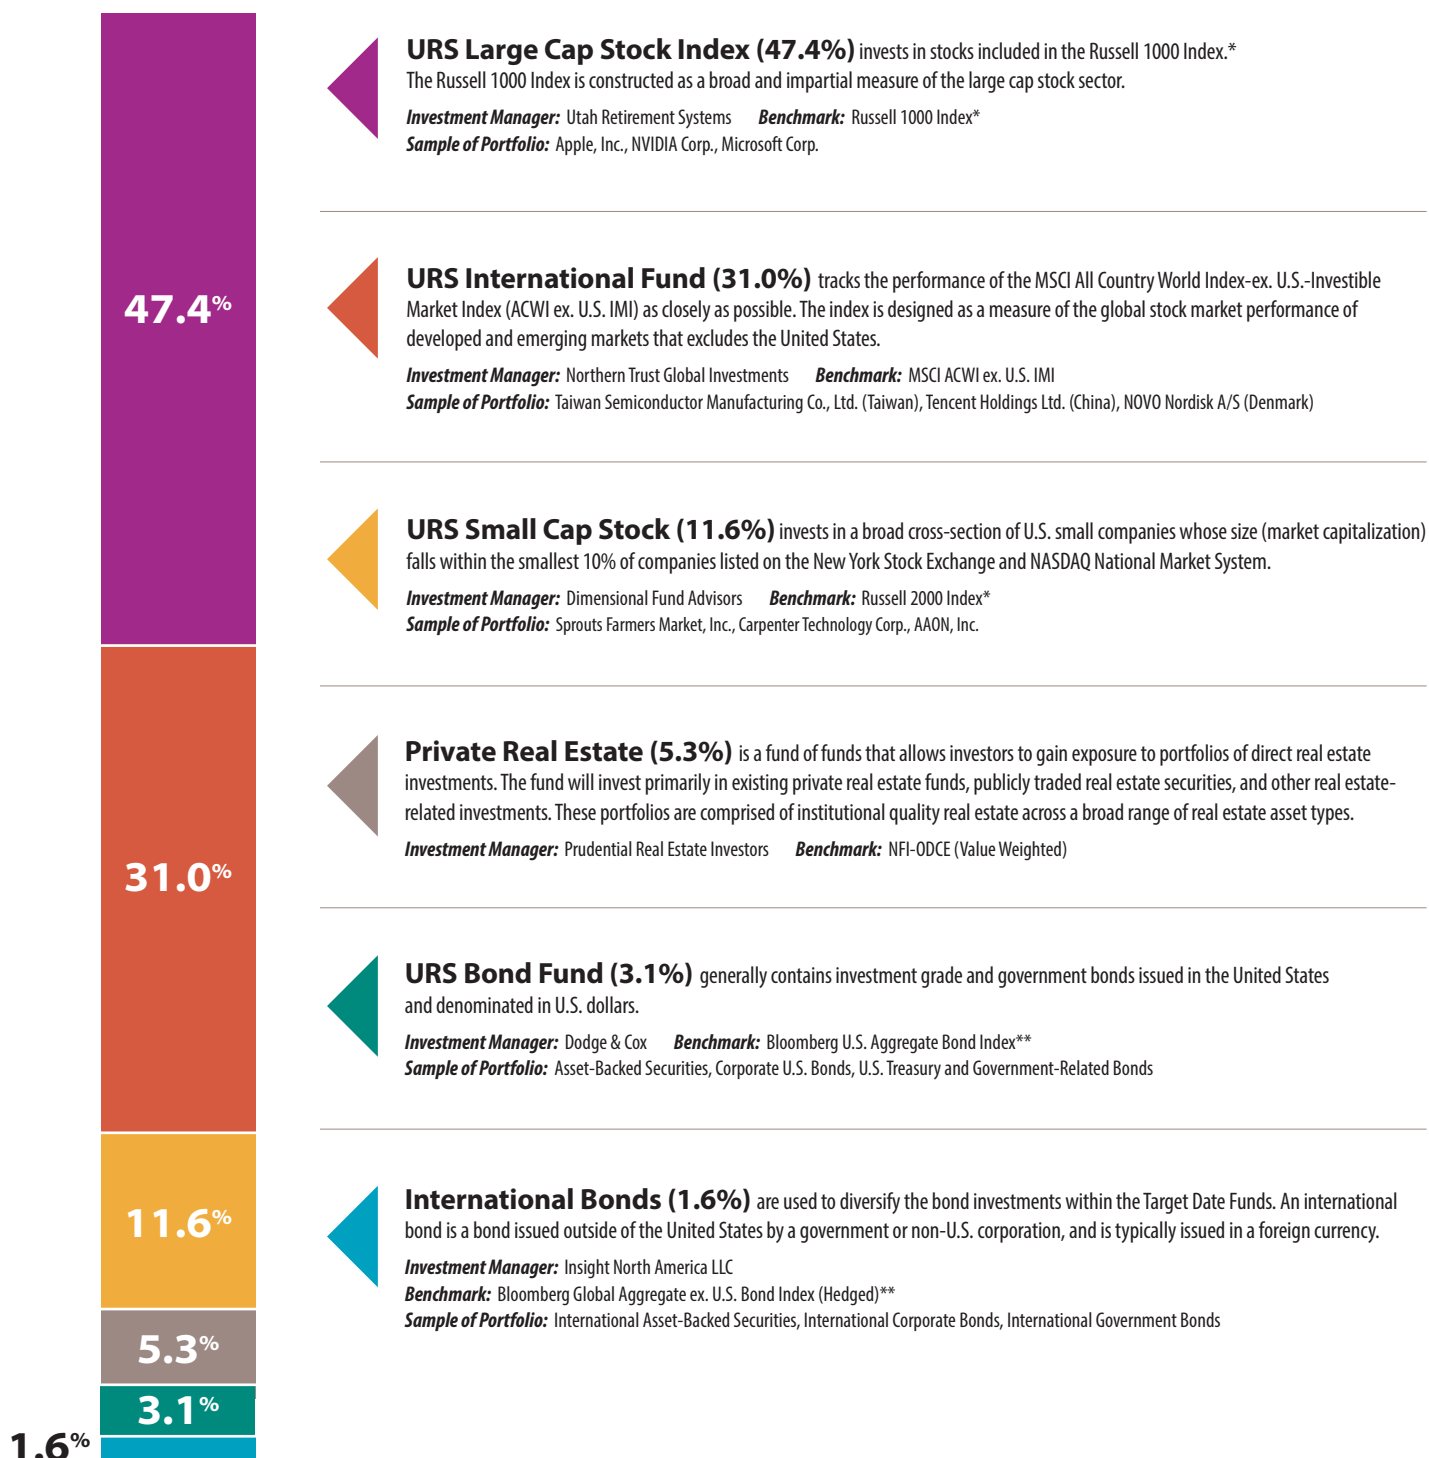 URS Large Cap Stock Index (47.4%) invests in stocks included in the Russell 1000 Index.*
The Russell 1000 Index is constructed as a broad and impartial measure of the large cap stock sector.
Investment Manager: Utah Retirement Systems Benchmark: Russell 1000 Index*
Sample of Portfolio: Apple, Inc., NVIDIA Corp., Microsoft Corp.
47.4%
URS International Fund (31.0%) tracks the performance of the MSCI All Country World Index-ex. U.S.-Investible
Market Index (ACWI ex. U.S. IMI) as closely as possible. The index is designed as a measure of the global stock market performance of
developed and emerging markets that excludes the United States.
Investment Manager: Northern Trust Global Investments Benchmark: MSCI ACWI ex. U.S. IMI
Sample of Portfolio: Taiwan Semiconductor Manufacturing Co., Ltd. (Taiwan), Tencent Holdings Ltd. (China), NOVO Nordisk A/S (Denmark)
URS Small Cap Stock (11.6%) invests in a broad cross-section of U.S. small companies whose size (market capitalization)
falls within the smallest 10% of companies listed on the New York Stock Exchange and NASDAQ National Market System.
Investment Manager: Dimensional Fund Advisors Benchmark: Russell 2000 Index*
Sample of Portfolio: Sprouts Farmers Market, Inc., Carpenter Technology Corp., AAON, Inc.
Private Real Estate (5.3%) is a fund of funds that allows investors to gain exposure to portfolios of direct real estate
investments. The fund will invest primarily in existing private real estate funds, publicly traded real estate securities, and other real estate-
related investments. These portfolios are comprised of institutional quality real estate across a broad range of real estate asset types.
Investment Manager: Prudential Real Estate Investors Benchmark: NFI-ODCE (Value Weighted)
31.0%
URS Bond Fund (3.1%) generally contains investment grade and government bonds issued in the United States
and denominated in U.S. dollars.
Investment Manager: Dodge & Cox Benchmark: Bloomberg U.S. Aggregate Bond Index**
Sample of Portfolio: Asset-Backed Securities, Corporate U.S. Bonds, U.S. Treasury and Government-Related Bonds
International Bonds (1.6%) are used to diversify the bond investments within the Target Date Funds. An international
bond is a bond issued outside of the United States by a government or non-U.S. corporation, and is typically issued in a foreign currency.
Investment Manager: Insight North America LLC
Benchmark: Bloomberg Global Aggregate ex. U.S. Bond Index (Hedged)**
Sample of Portfolio: International Asset-Backed Securities, International Corporate Bonds, International Government Bonds
11.6%
5.3%
3.1%
1.6%